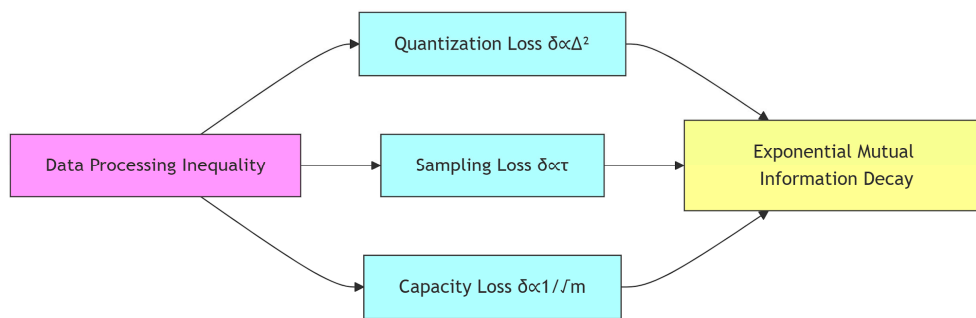 Quantization Loss δ∝Δ²
Data Processing Inequality
Sampling Loss δ∝τ
Exponential Mutual
Information Decay
Capacity Loss δ∝1/√m